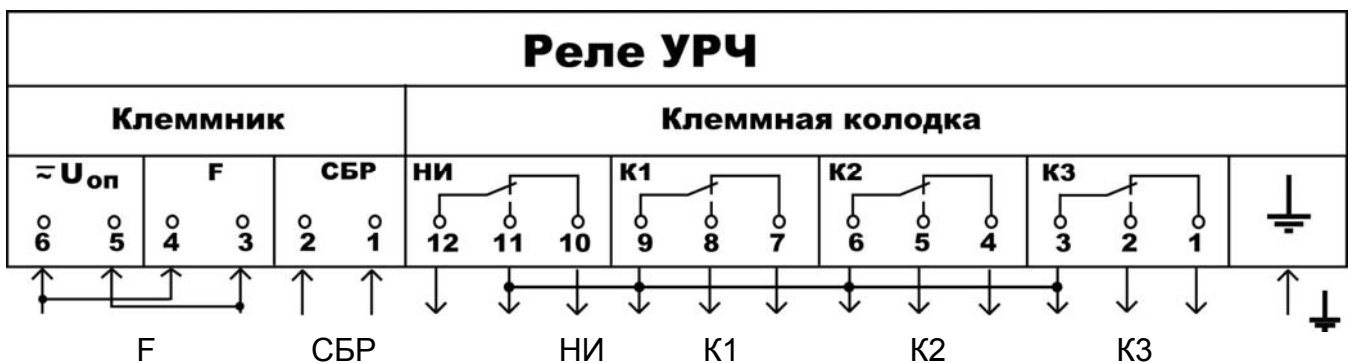 Реле УРЧ
Клеммник Клеммная колодка
≂ Uоп F СБР НИ К1 К2 К3
6 5 4 3 2 1 12 11 10 9 8 7 6 5 4 3 2 1
F СБР НИ К1 К2 К3